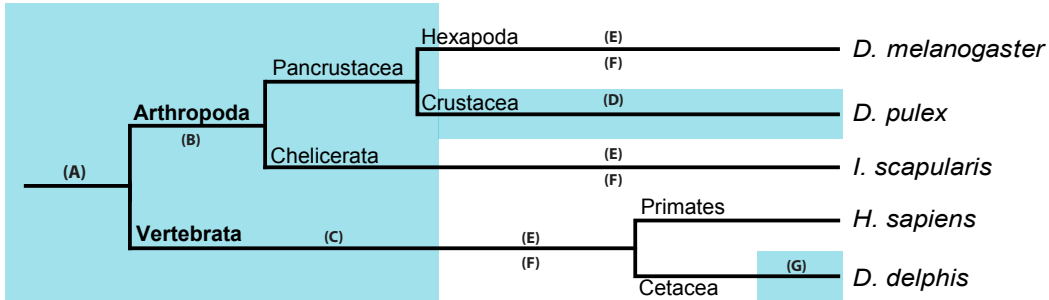 Hexapoda (E)
(F)
D. melanogaster
Pancrustacea
Crustacea (D)
D. pulex
Arthropoda
(B)
Chelicerata (E)
(F)
I. scapularis
(A)
Primates
H. sapiens
Vertebrata (C) (E)
(F)
(G)
D. delphis
Cetacea